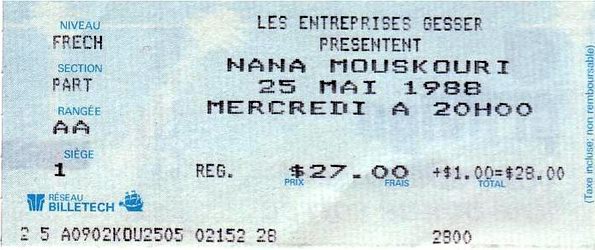 NIVEAU
FRECH
SECTION
PART
RANGÉE
AA
SIÈGE
1
LES ENTREPRISES GESSER
PRESENTENT
NANA MOUSKOURI
25 MAI 1988
MERCREDI A 20H00
REG. $27.00 +$1.00=$28.00
PRIX FRAIS TOTAL
RÉSEAU
BILLETECH
2 5 A0902KOU2505 02152 28 2800
(Taxe incluse; non remboursable)